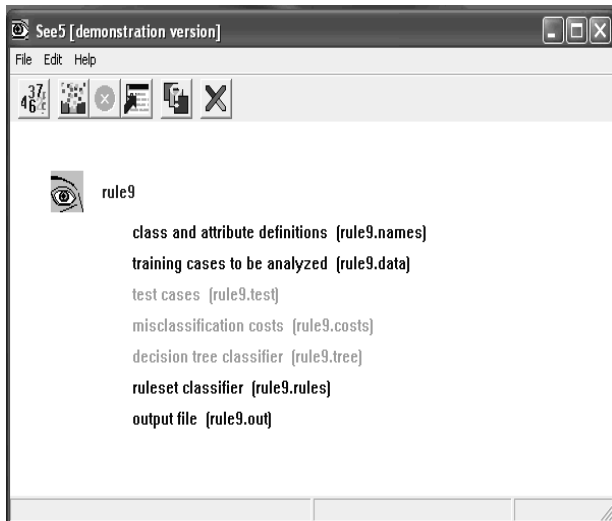 See5 [demonstration version]
File Edit Help
rule9
class and attribute definitions (rule9.names)
training cases to be analyzed (rule9.data)
test cases (rule9.test)
misclassification costs (rule9.costs)
decision tree classifier (rule9.tree)
ruleset classifier (rule9.rules)
output file (rule9.out)